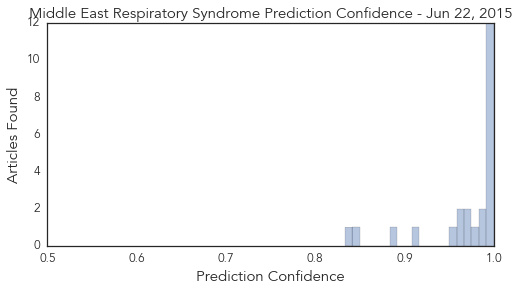 Middle East Respiratory Syndrome Prediction Confidence - Jun 22, 2015
12
10
8
6
4
2
0
Articles Found
0.5 0.6 0.7 0.8 0.9 1.0
Prediction Confidence